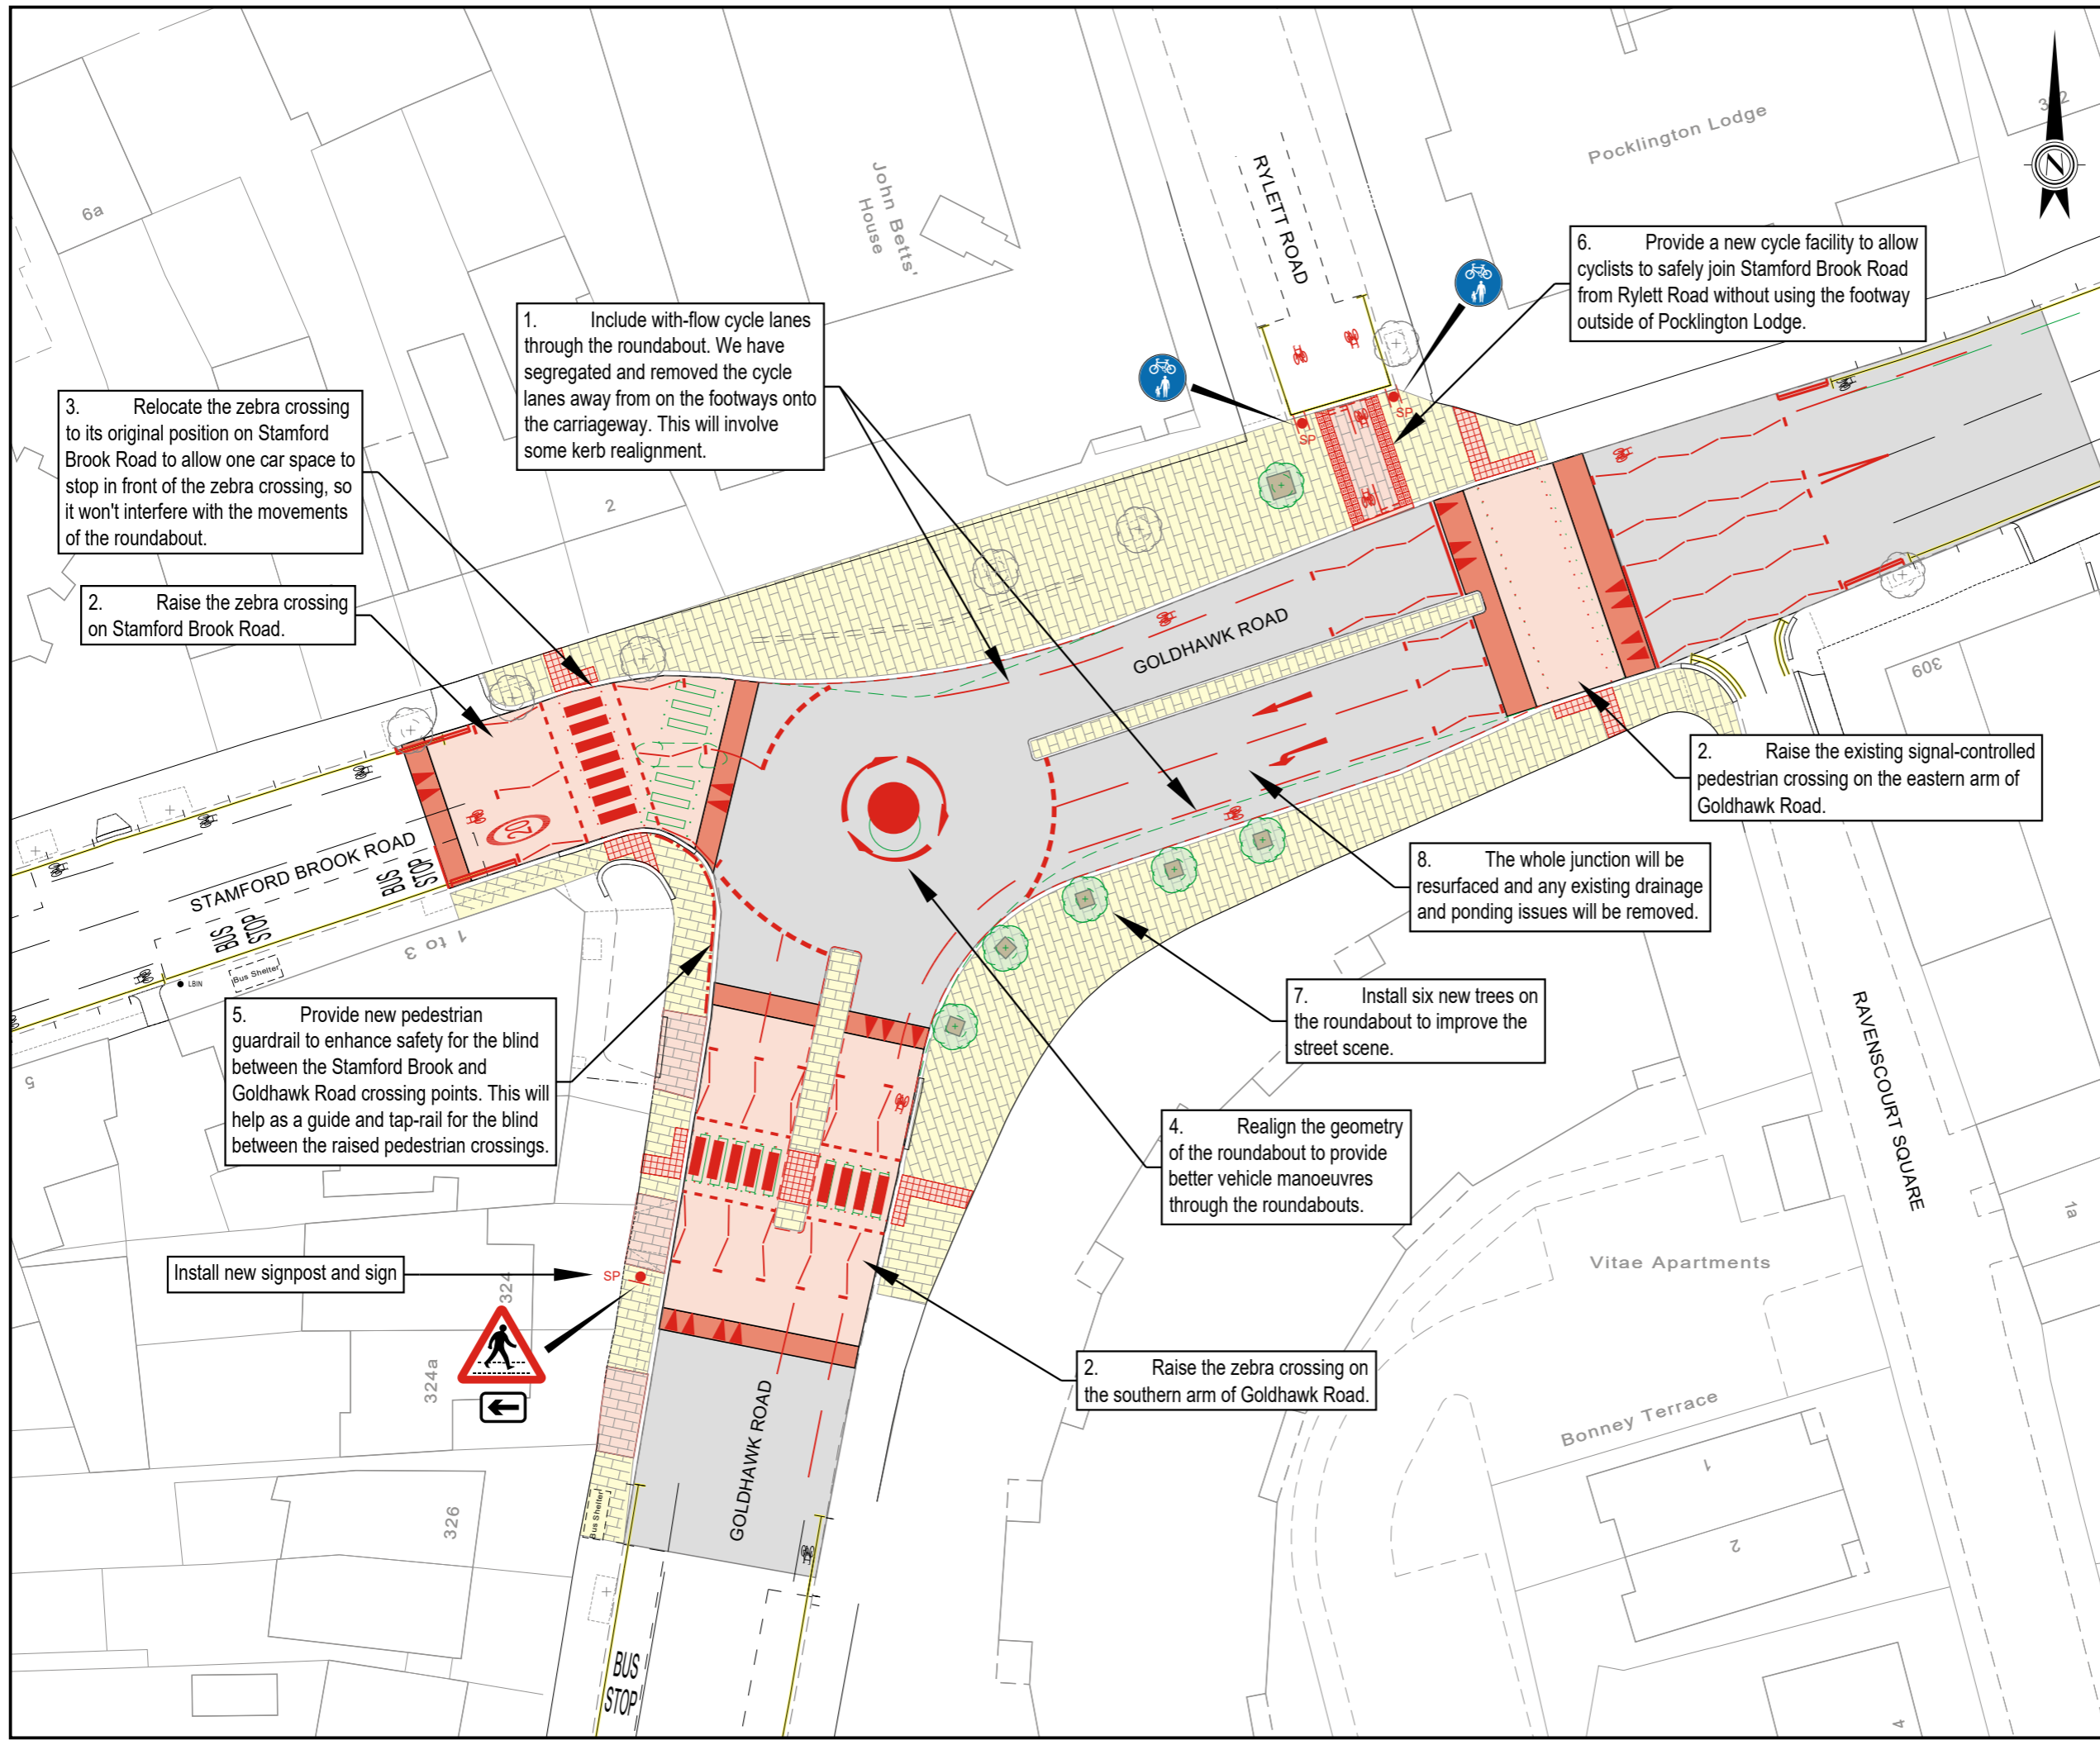 6a
John Betts'
House
RYLETT ROAD
Pocklington Lodge
N
6. Provide a new cycle facility to allow
cyclists to safely join Stamford Brook Road
from Rylett Road without using the footway
outside of Pocklington Lodge.
1. Include with-flow cycle lanes
through the roundabout. We have
segregated and removed the cycle
lanes away from on the footways onto
the carriageway. This will involve
some kerb realignment.
3. Relocate the zebra crossing
to its original position on Stamford
Brook Road to allow one car space to
stop in front of the zebra crossing, so
it won't interfere with the movements
of the roundabout.
SP
SP
2
2. Raise the zebra crossing
on Stamford Brook Road.
GOLDHAWK ROAD
309
2. Raise the existing signal-controlled
pedestrian crossing on the eastern arm of
Goldhawk Road.
20
STAMFORD BROOK ROAD
BUS
STOP
BUS
STOP
1 to 3
Bus Shelter
LBIN
8. The whole junction will be
resurfaced and any existing drainage
and ponding issues will be removed.
7. Install six new trees on
the roundabout to improve the
street scene.
5. Provide new pedestrian
guardrail to enhance safety for the blind
between the Stamford Brook and
Goldhawk Road crossing points. This will
help as a guide and tap-rail for the blind
between the raised pedestrian crossings.
5
RAVENSCOURT SQUARE
4. Realign the geometry
of the roundabout to provide
better vehicle manoeuvres
through the roundabouts.
1a
Install new signpost and sign
SP
324
Vitae Apartments
324a
2. Raise the zebra crossing on
the southern arm of Goldhawk Road.
GOLDHAWK ROAD
Bonney Terrace
1
326
Bus Shelter
2
BUS
STOP
4